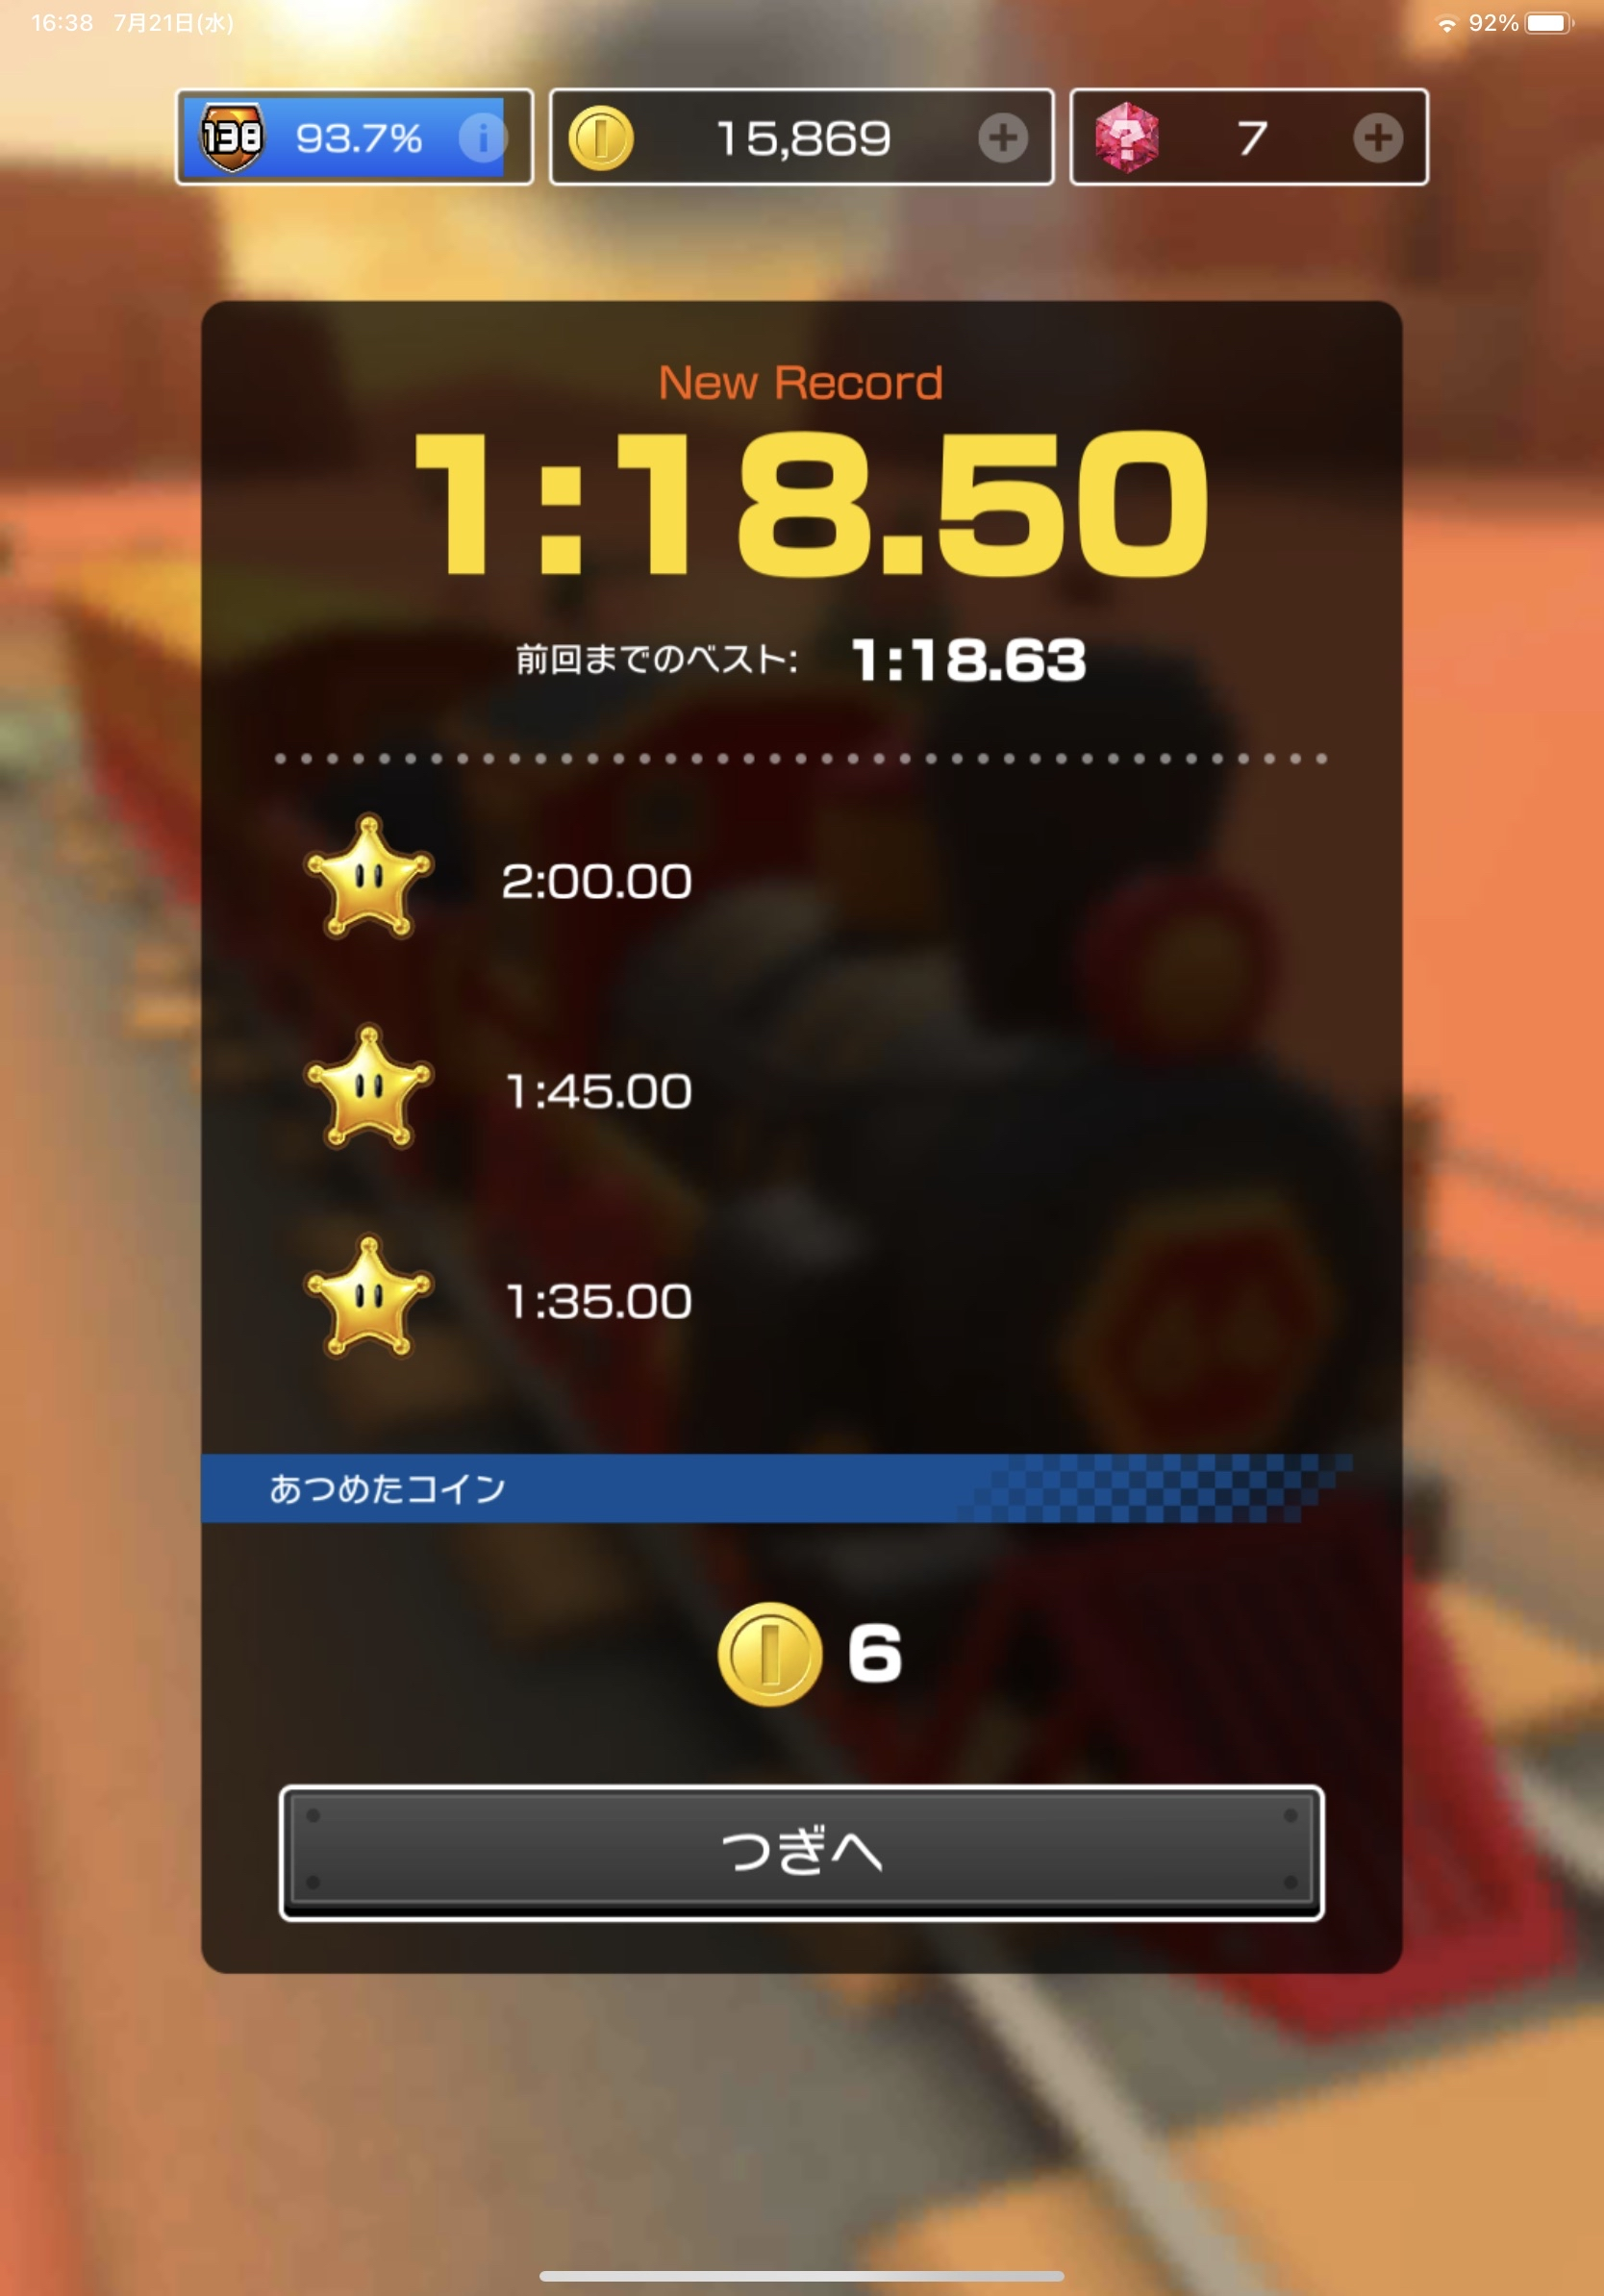 16:38 7月21日(水) 92%
138 93.7% i 15,869 + ? 7 +
New Record
1:18.50
前回までのベスト: 1:18.63
2:00.00
1:45.00
1:35.00
あつめたコイン
6
つぎへ